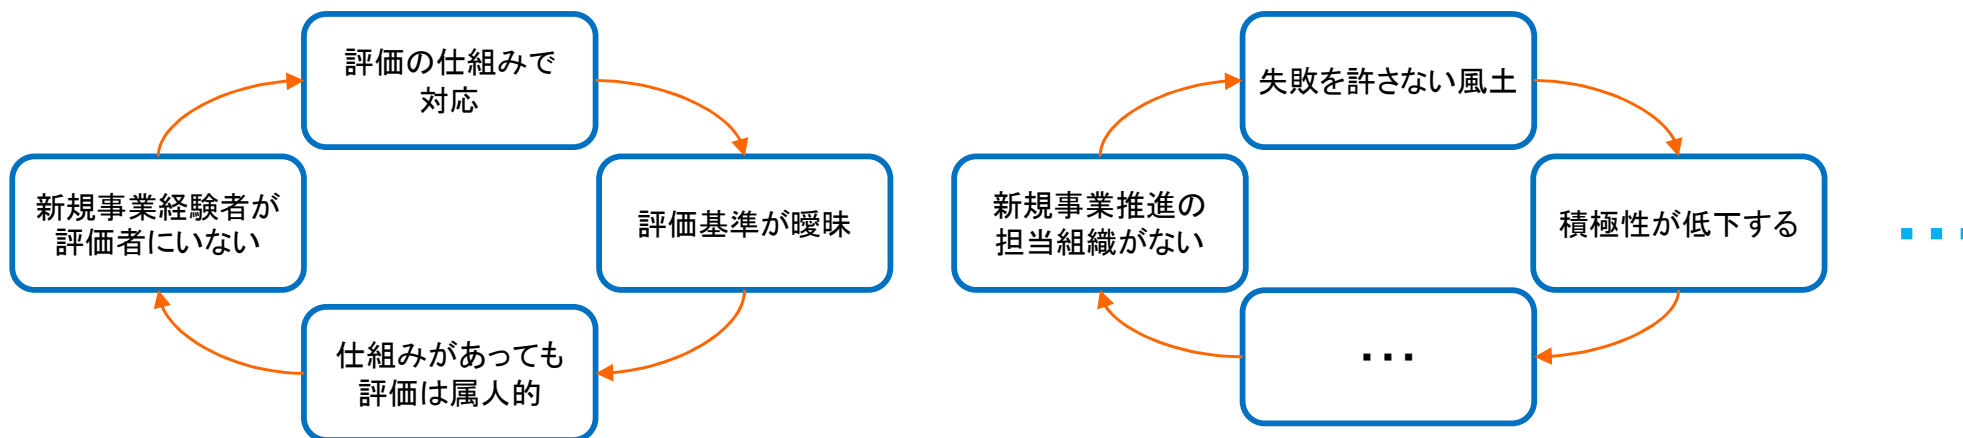 評価の仕組みで
対応
評価基準が曖昧
仕組みがあっても
評価は属人的
新規事業経験者が
評価者にいない
失敗を許さない風土
積極性が低下する
・・・
新規事業推進の
担当組織がない
・・・